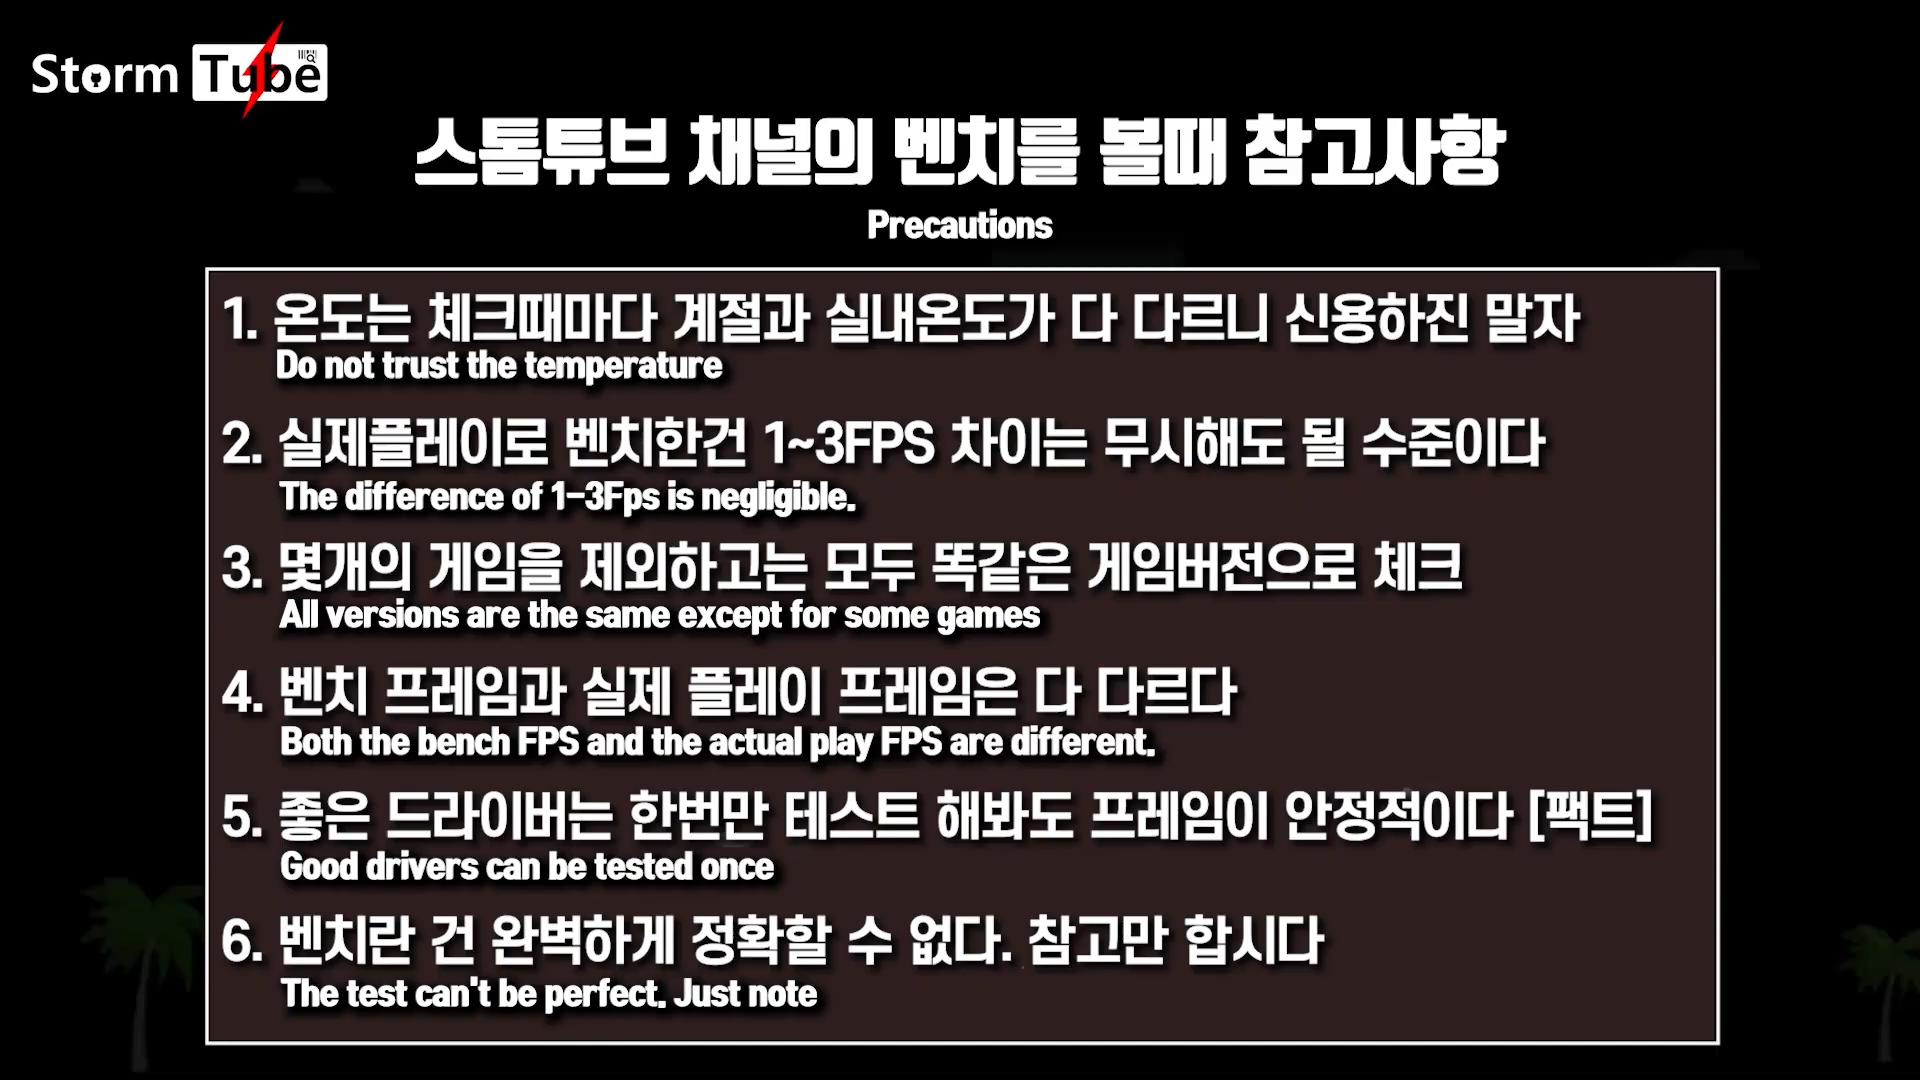 Storm Tube
스톰튜브 채널의 벤치를 볼때 참고사항
Precautions
1. 온도는 체크때마다 계절과 실내온도가 다 다르니 신용하진 말자
Do not trust the temperature
2. 실제플레이로 벤치한건 1~3FPS 차이는 무시해도 될 수준이다
The difference of 1-3Fps is negligible.
3. 몇개의 게임을 제외하고는 모두 똑같은 게임버전으로 체크
All versions are the same except for some games
4. 벤치 프레임과 실제 플레이 프레임은 다 다르다
Both the bench FPS and the actual play FPS are different.
5. 좋은 드라이버는 한번만 테스트 해봐도 프레임이 안정적이다 [팩트]
Good drivers can be tested once
6. 벤치란 건 완벽하게 정확할 수 없다. 참고만 합시다
The test can't be perfect. Just note